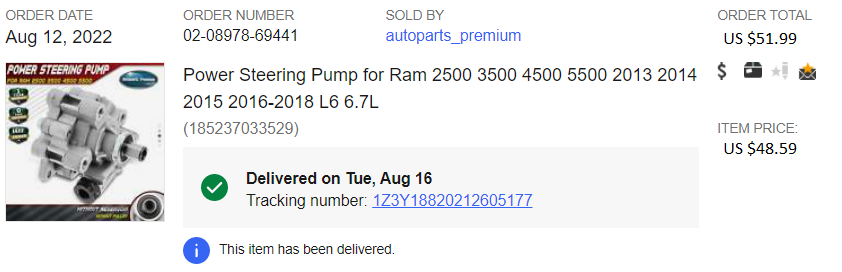 ORDER DATE
Aug 12, 2022
ORDER NUMBER
02-08978-69441
SOLD BY
autoparts_premium
ORDER TOTAL
US $51.99
POWER STEERING PUMP
FOR RAM 2500 3500 4500 5500
Power Steering Pump for Ram 2500 3500 4500 5500 2013 2014
2015 2016-2018 L6 6.7L
(185237033529)
ITEM PRICE:
US $48.59
Delivered on Tue, Aug 16
Tracking number: 1Z3Y18820212605177
WITHOUT RESERVOIR
This item has been delivered.